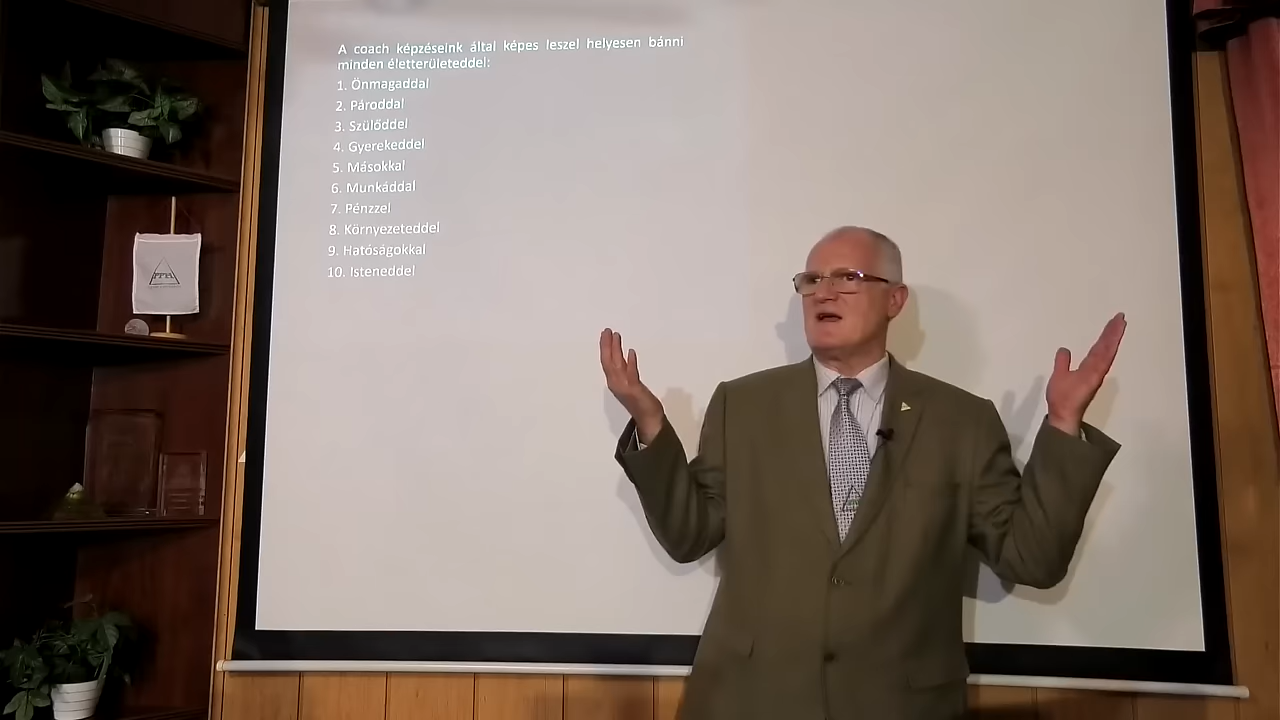 A coach képzéseink által képes leszel helyesen bánni
minden életterületeddel:
1. Önmagaddal
2. Pároddal
3. Szülőddel
4. Gyerekeddel
5. Másokkal
6. Munkáddal
7. Pénzzel
8. Környezeteddel
9. Hatóságokkal
10. Isteneddel